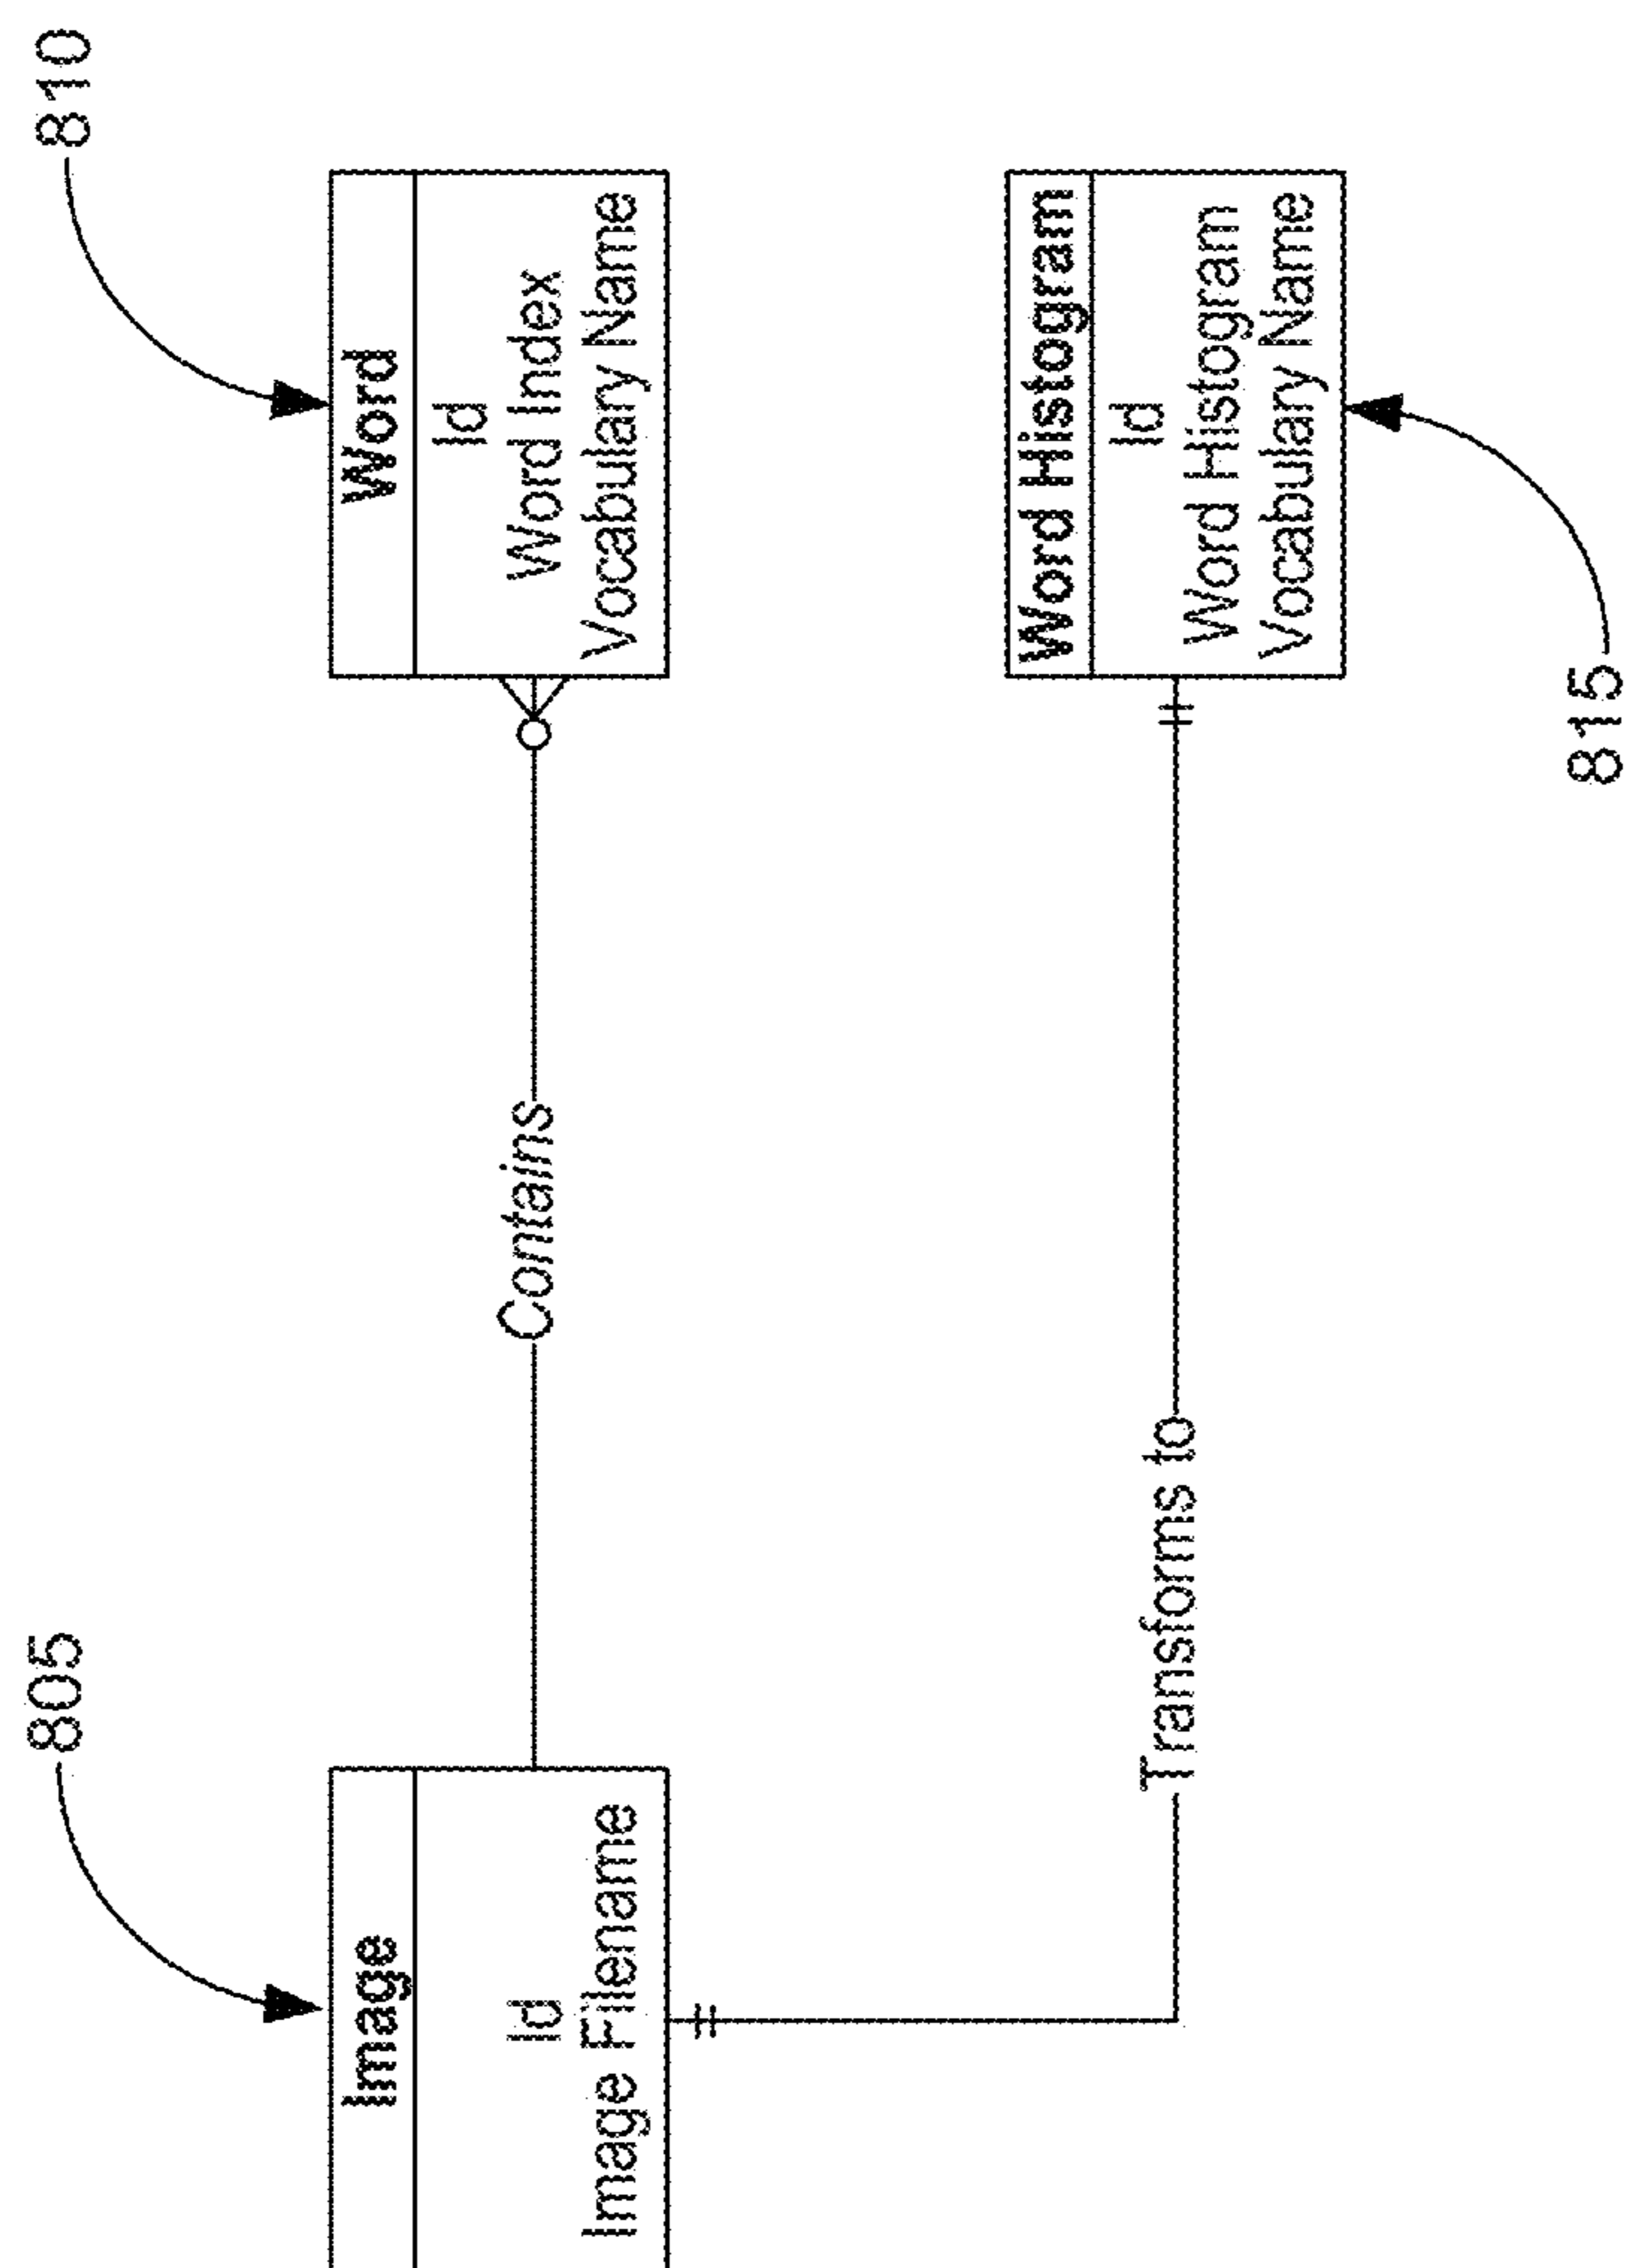 805
810
Image
Id
Image Filename
Contains
Word
Id
Word Index
Vocabulary Name
Transforms to
Word Histogram
Id
Word Histogram
Vocabulary Name
815